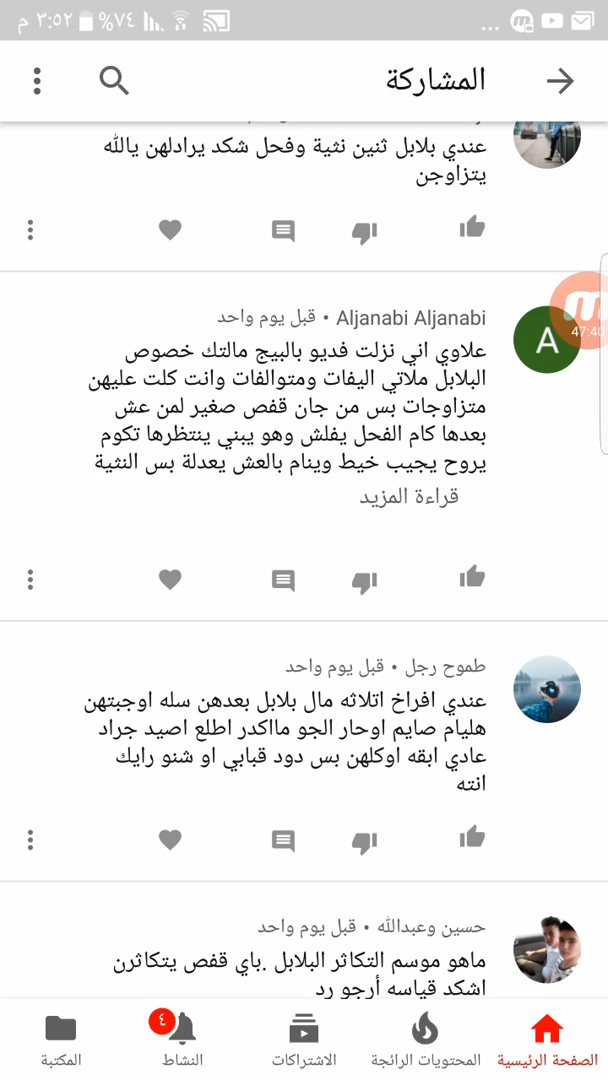 ٣:٥٢ م
%٧٤
المشاركة
عندي بلابل ثنين نثية وفحل شكد يرادلهن يالله
يتزاوجن
Aljanabi Aljanabi • قبل يوم واحد
علاوي اني نزلت فديو بالبيج مالتك خصوص
البلابل ملاتي اليفات ومتوالفات وانت كلت عليهن
متزاوجات بس من جان قفص صغير لمن عش
بعدها كام الفحل يفلش وهو يبني ينتظرها تكوم
يروح يجيب خيط وينام بالعش يعدلة بس النثية
قراءة المزيد
A
47:40
طموح رجل • قبل يوم واحد
عندي افراخ اتلاثه مال بلابل بعدهن سله اوجبتهن
هليام صايم اوحار الجو مااكدر اطلع اصيد جراد
عادي ابقه اوكلهن بس دود قبابي او شنو رايك
انته
حسين وعبدالله • قبل يوم واحد
ماهو موسم التكاثر البلابل .باي قفص يتكاثرن
اشكد قياسه أرجو رد
الصفحة الرئيسية
المحتويات الرائجة
الاشتراكات
٤
النشاط
المكتبة